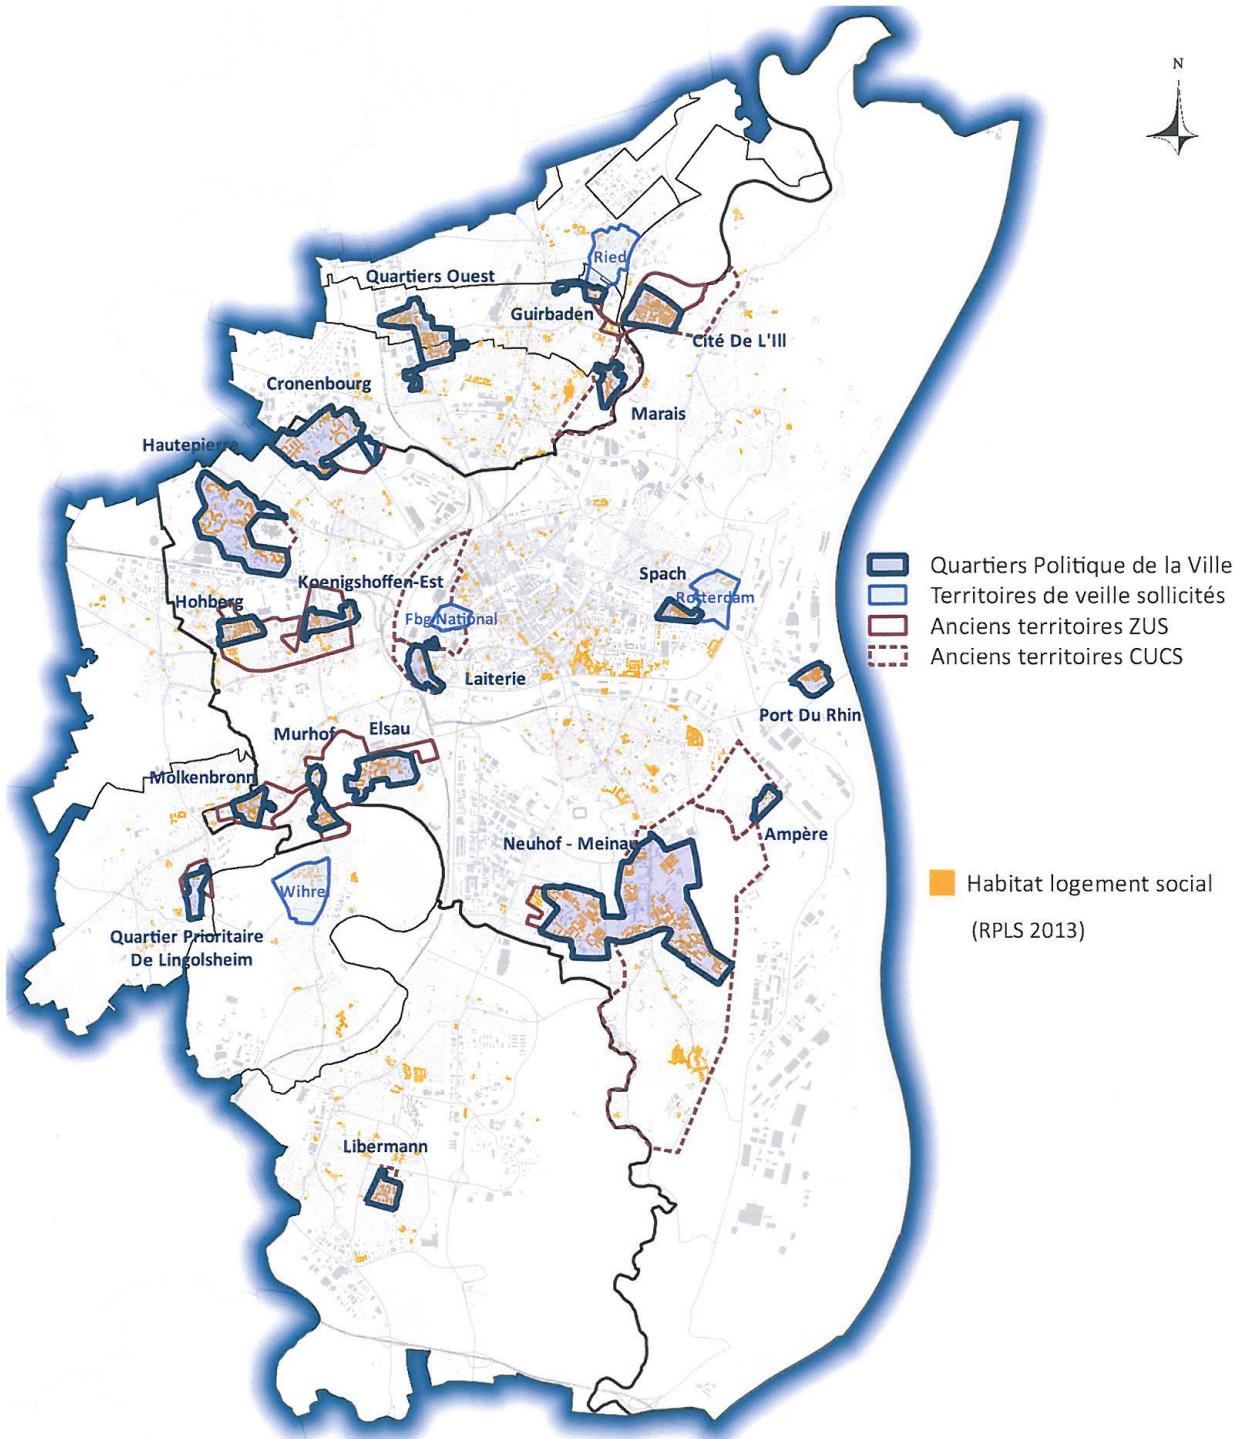 N
Ried
Quartiers Ouest
Guirbaden
Cité De L'Ill
Cronenbourg
Marais
Hautepierre
Koenigshoffen-Est
Hohberg
Spach
Rotterdam
Fbg National
Laiterie
Port Du Rhin
Murhof
Elsau
Molkenbronn
Ampère
Neuhof - Meinau
Wihrel
Quartier Prioritaire
De Lingolsheim
Libermann
Quartiers Politique de la Ville
Territoires de veille sollicités
Anciens territoires ZUS
Anciens territoires CUCS
Habitat logement social
(RPLS 2013)